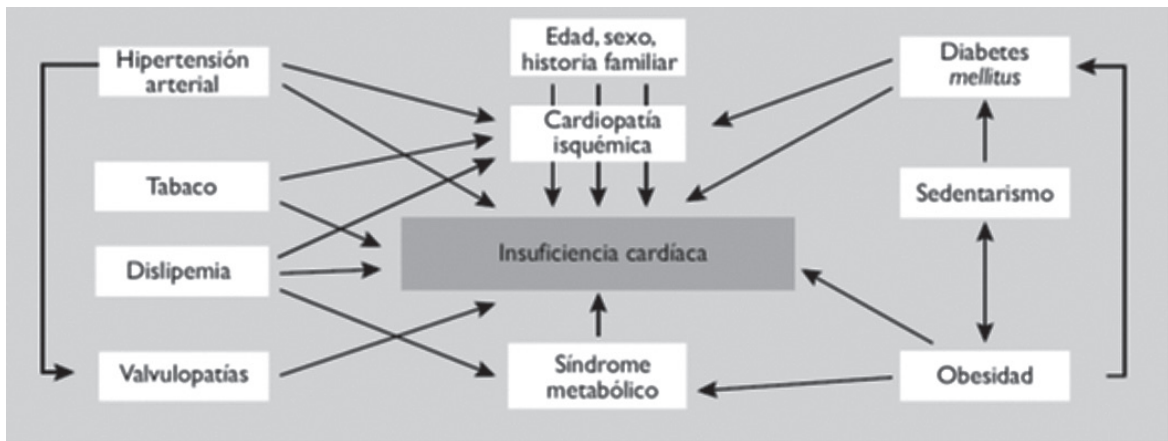 Hipertensión
arterial
Edad, sexo,
historia familiar
Diabetes
mellitus
Cardiopatía
isquémica
Tabaco
Sedentarismo
Dislipemia
Insuficiencia cardíaca
Valvulopatías
Síndrome
metabólico
Obesidad